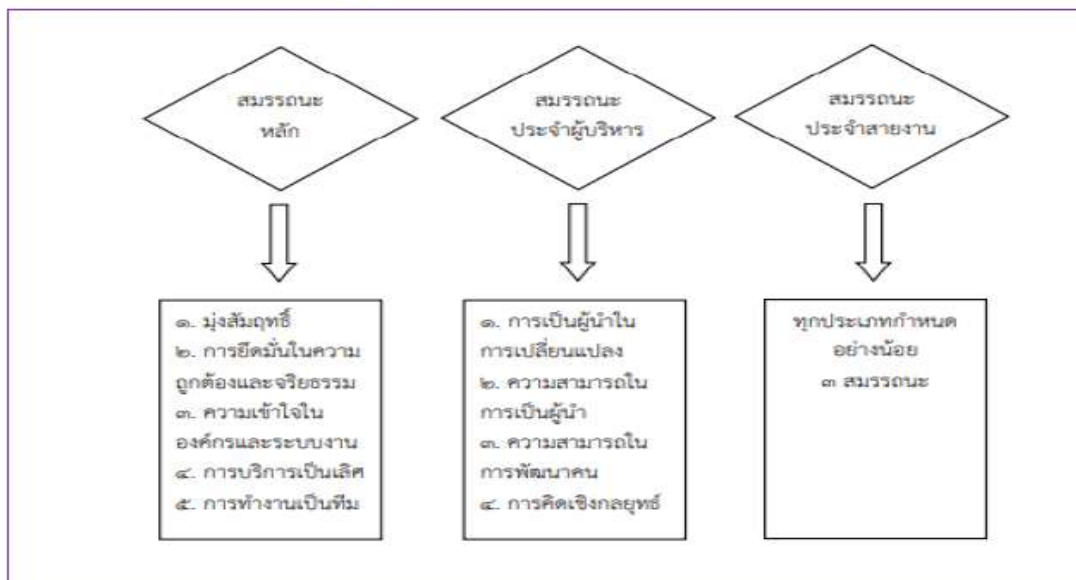 สมรรถนะ
หลัก
สมรรถนะ
ประจำผู้บริหาร
สมรรถนะ
ประจำสายงาน
๑. มุ่งสัมฤทธิ์
๒. การยึดมั่นในความ
ถูกต้องและจริยธรรม
๓. ความเข้าใจใน
องค์กรและระบบงาน
๔. การบริการเป็นเลิศ
๕. การทำงานเป็นทีม
๑. การเป็นผู้นำใน
การเปลี่ยนแปลง
๒. ความสามารถใน
การเป็นผู้นำ
๓. ความสามารถใน
การพัฒนาคน
๔. การคิดเชิงกลยุทธ์
ทุกประเภทกำหนด
อย่างน้อย
๓ สมรรถนะ